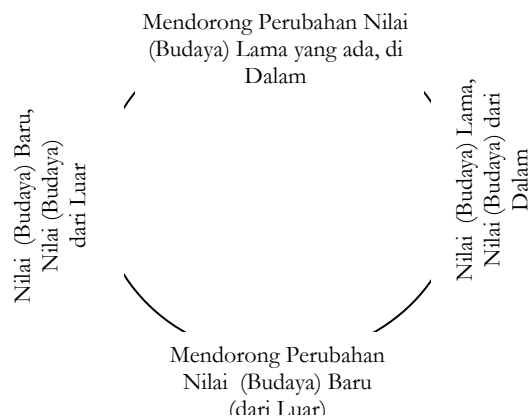 Mendorong Perubahan Nilai
(Budaya) Lama yang ada, di
Dalam
Nilai (Budaya) Baru,
Nilai (Budaya)
dari Luar
Nilai (Budaya) Lama,
Nilai (Budaya) dari
Dalam
Mendorong Perubahan
Nilai (Budaya) Baru
(dari Luar)